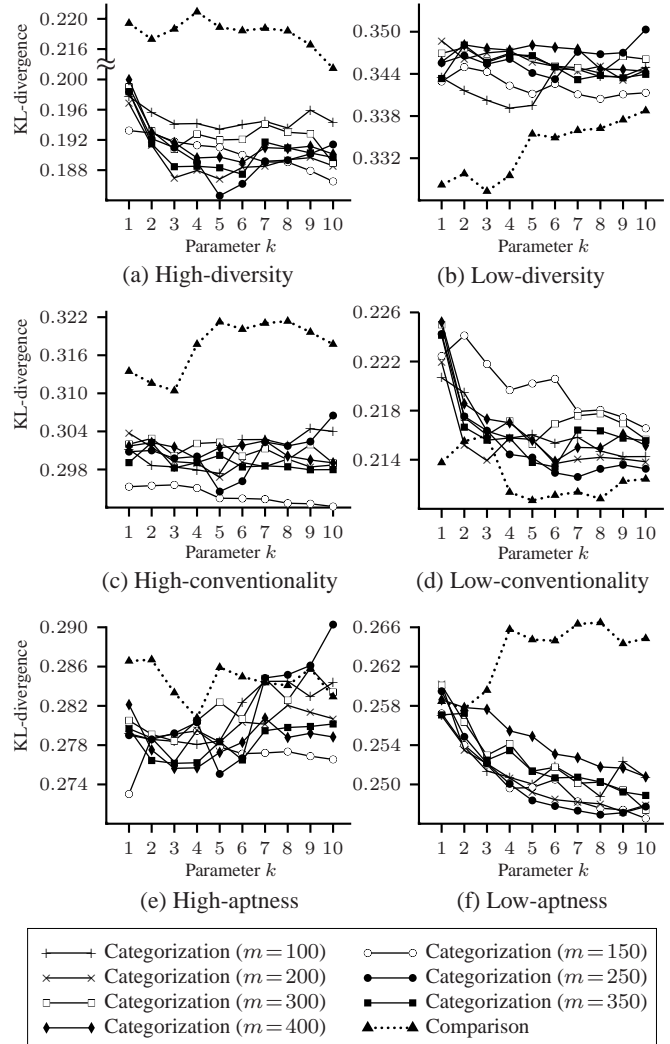 0.220
0.216
0.200
0.196
0.192
0.188
KL-divergence
1 2 3 4 5 6 7 8 9 10
Parameter k
(a) High-diversity
0.350
0.344
0.338
0.332
1 2 3 4 5 6 7 8 9 10
Parameter k
(b) Low-diversity
0.322
0.316
0.310
0.304
0.298
KL-divergence
1 2 3 4 5 6 7 8 9 10
(c) High-conventionality
0.226
0.222
0.218
0.214
1 2 3 4 5 6 7 8 9 10
(d) Low-conventionality
0.290
0.286
0.282
0.278
0.274
KL-divergence
1 2 3 4 5 6 7 8 9 10
Parameter k
(e) High-aptness
0.266
0.262
0.258
0.254
0.250
1 2 3 4 5 6 7 8 9 10
Parameter k
(f) Low-aptness
Categorization (m=100)
Categorization (m=150)
Categorization (m=200)
Categorization (m=250)
Categorization (m=300)
Categorization (m=350)
Categorization (m=400)
Comparison